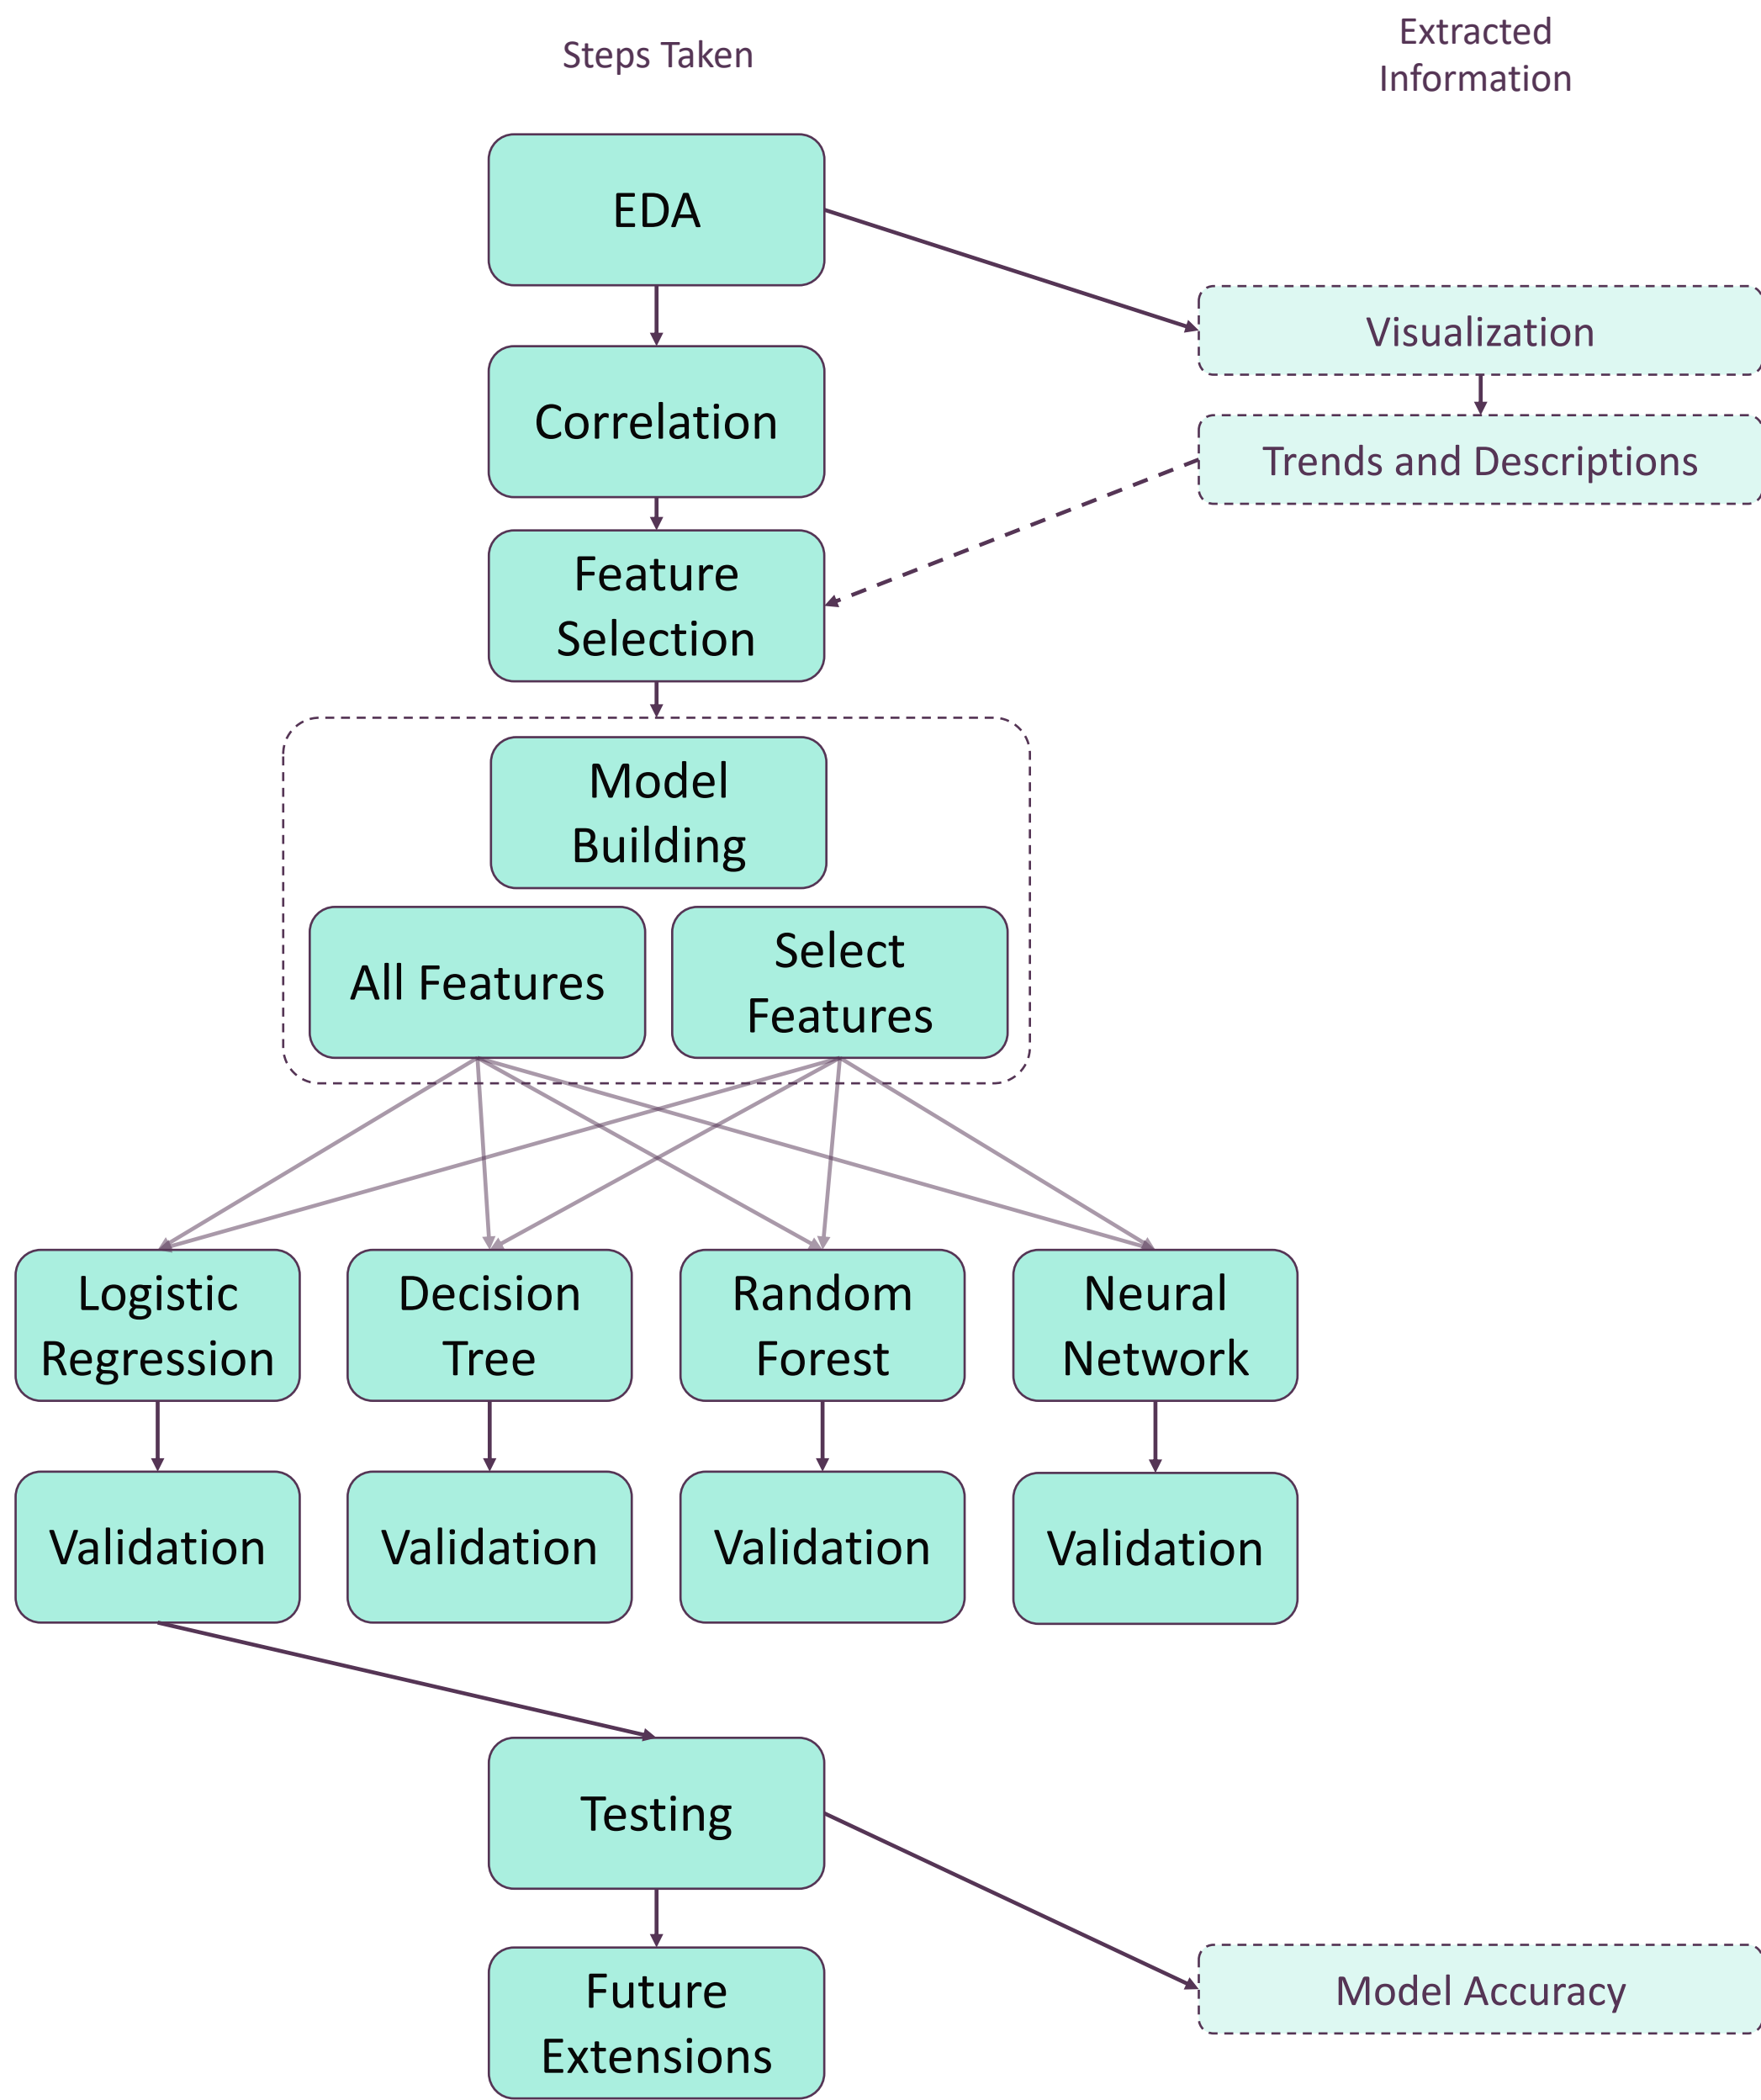 Steps Taken
Extracted
Information
EDA
Visualization
Correlation
Trends and Descriptions
Feature
Selection
Model
Building
All Features
Select
Features
Logistic
Regression
Decision
Tree
Random
Forest
Neural
Network
Validation
Validation
Validation
Validation
Testing
Future
Extensions
Model Accuracy